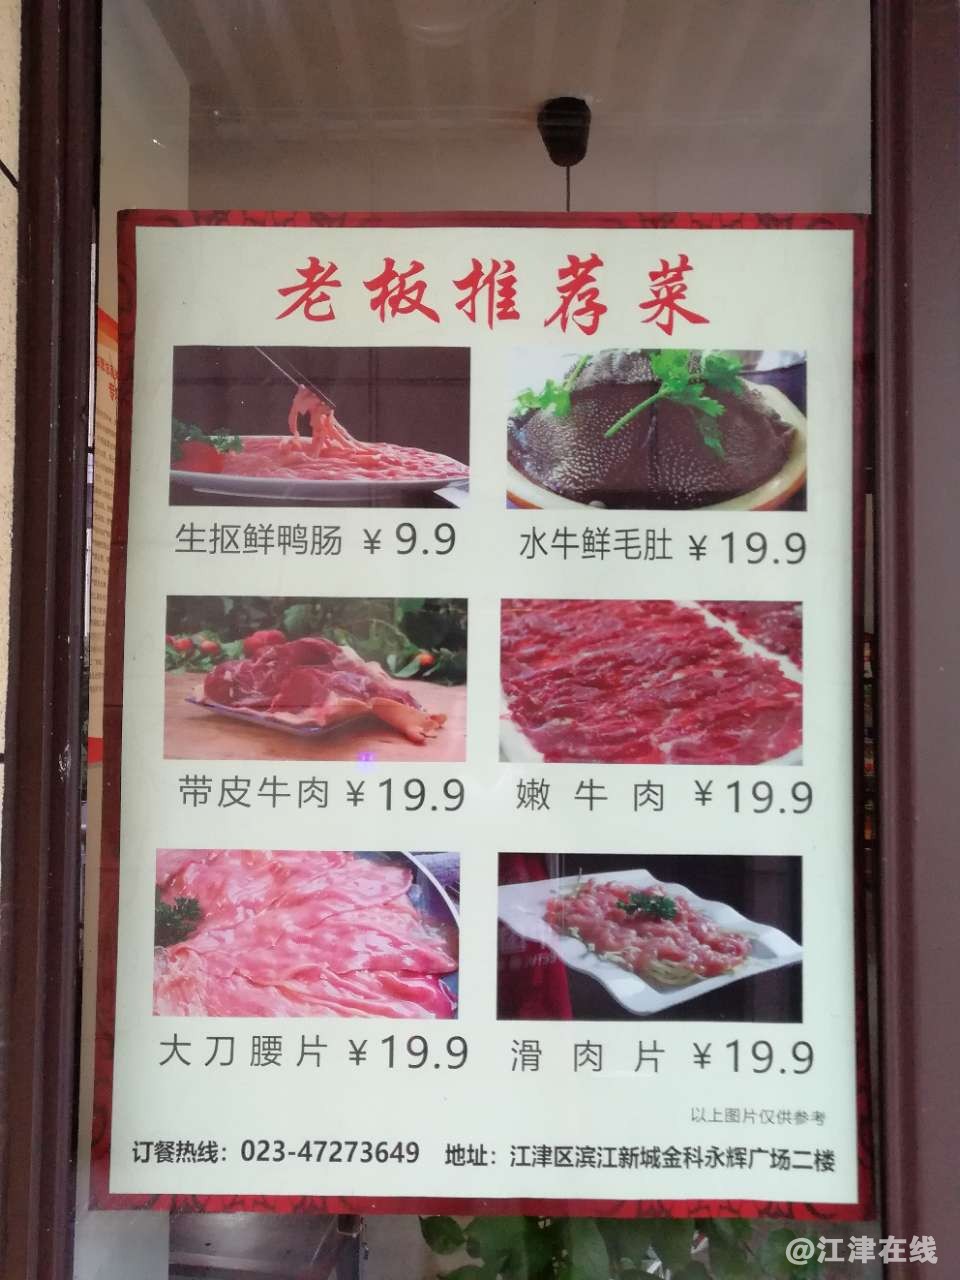 老板推荐菜
生抠鲜鸭肠 ¥ 9.9
水牛鲜毛肚 ¥ 19.9
带皮牛肉 ¥ 19.9
嫩牛肉 ¥ 19.9
大刀腰片 ¥ 19.9
滑肉片 ¥ 19.9
以上图片仅供参考
订餐热线：023-47273649 地址：江津区滨江新城金科永辉广场二楼
@江津在线